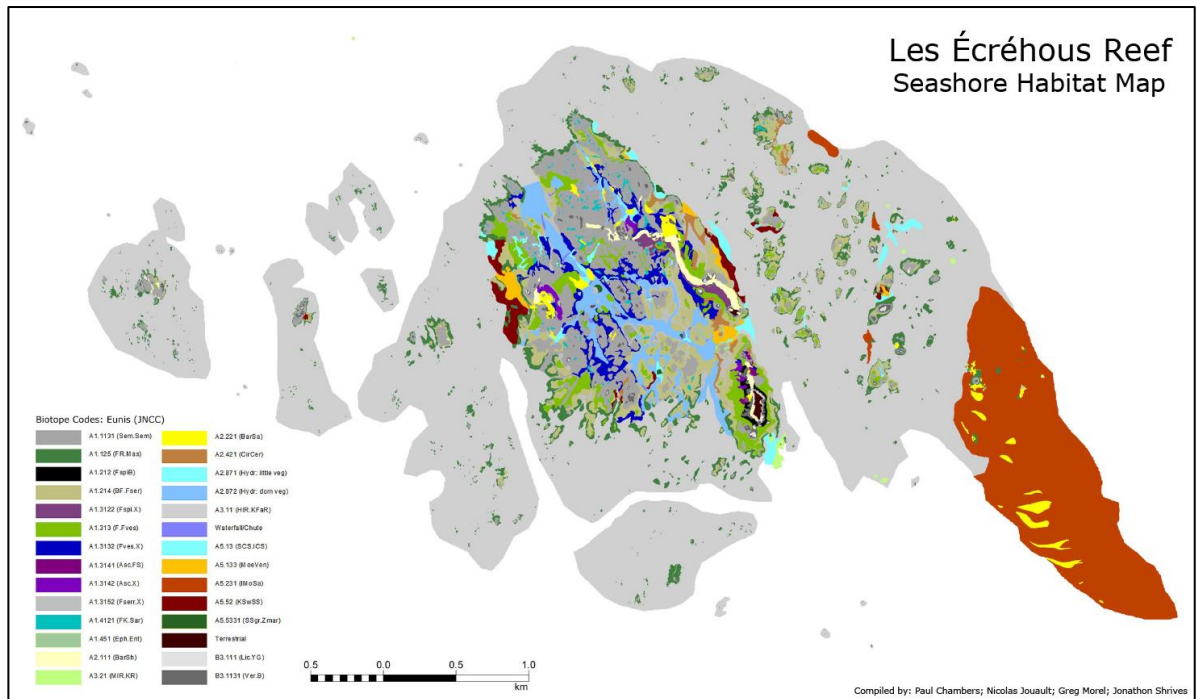 Les Écréhous Reef
Seashore Habitat Map
Biotope Codes: Eunis (JNCC)
A1.1131 (Sem.Sem)
A1.125 (FR.Mas)
A1.212 (FspiB)
A1.214 (BF.Fser)
A1.3122 (Fspi.X)
A1.313 (F.Fves)
A1.3132 (Fves.X)
A1.3141 (Asc.FS)
A1.3142 (Asc.X)
A1.3152 (Fserr.X)
A1.4121 (FK.Sar)
A1.451 (Eph.Ent)
A2.111 (BarSh)
A3.21 (MIR.KR)
A2.221 (BarSa)
A2.421 (CirCer)
A2.871 (Hydr: little veg)
A2.872 (Hydr: dom veg)
A3.11 (HIR.KFaR)
Waterfall/Chute
A5.13 (SCS.ICS)
A5.133 (MoeVen)
A5.231 (IMoSa)
A5.52 (KSwSS)
A5.5331 (SSgr.Zmar)
Terrestrial
B3.111 (Lic.YG)
B3.1131 (Ver.B)
0.5 0.0 0.5 1.0
km
Compiled by: Paul Chambers; Nicolas Jouault; Greg Morel; Jonathon Shrives